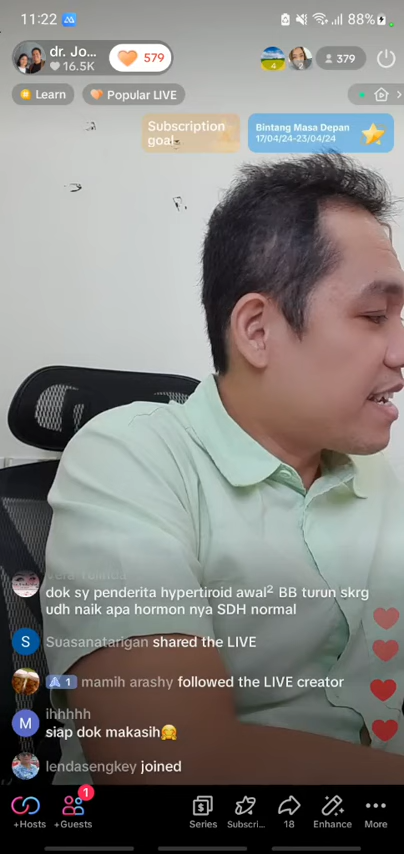 11:22
88%
dr. Jo...
16.5K
579
4
2
379
Learn
Popular LIVE
Subscription
goal
Bintang Masa Depan
17/04/24-23/04/24
dok sy penderita hypertiroid awal² BB turun skrg
udh naik apa hormon nya SDH normal
S
Suasanatarigan shared the LIVE
1
mamih arashy followed the LIVE creator
M
ihhhhh
siap dok makasih🤗
lendasengkey joined
1
+Hosts
+Guests
Series
Subscri...
18
Enhance
More